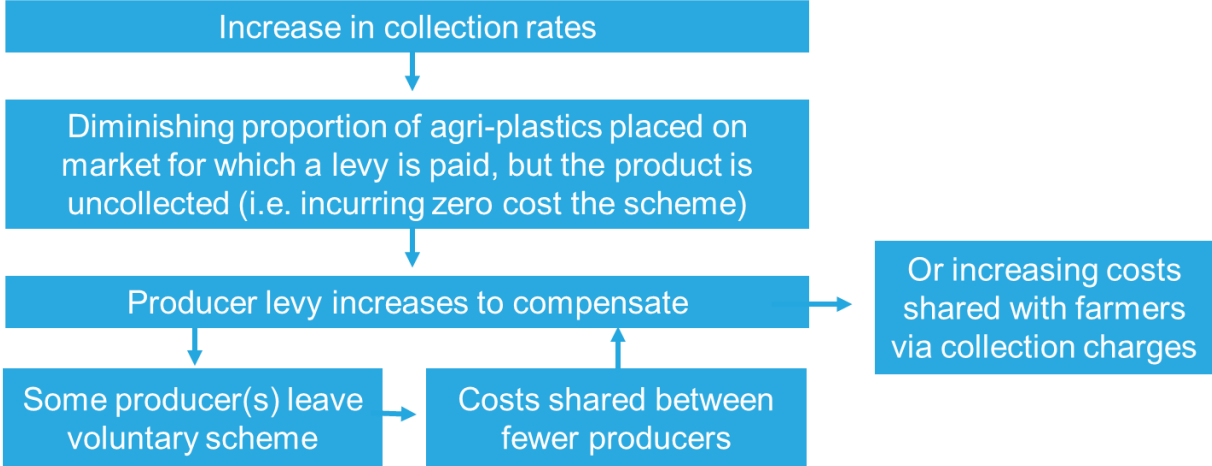 Increase in collection rates
Diminishing proportion of agri-plastics placed on
market for which a levy is paid, but the product is
uncollected (i.e. incurring zero cost the scheme)
Producer levy increases to compensate
Or increasing costs
shared with farmers
via collection charges
Some producer(s) leave
voluntary scheme
Costs shared between
fewer producers